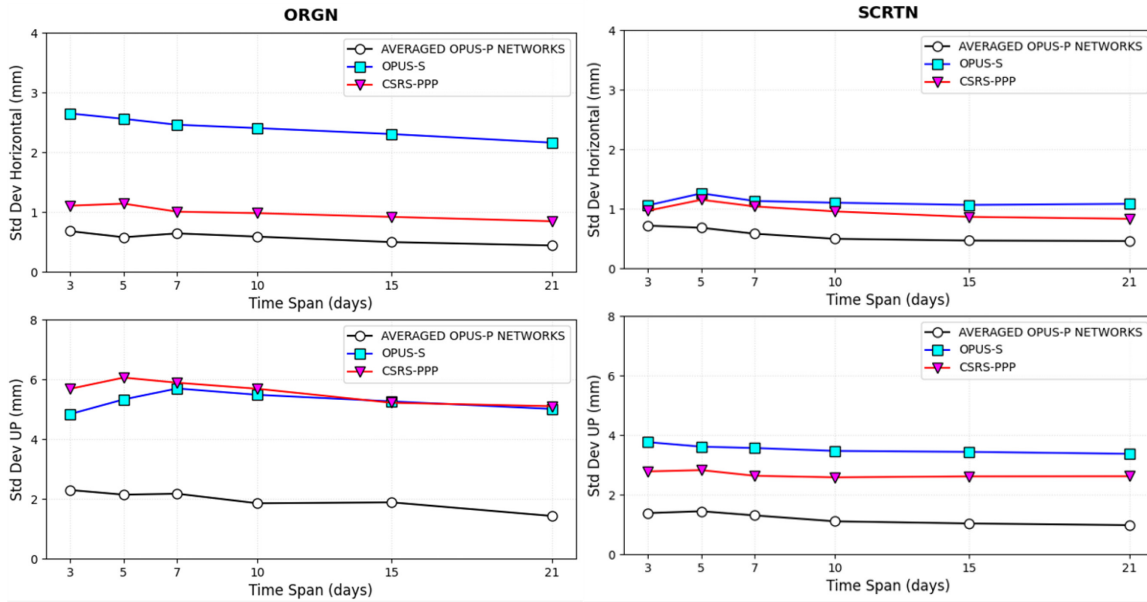 ORGN
Std Dev Horizontal (mm)
4
3
2
1
0
AVERAGED OPUS-P NETWORKS
OPUS-S
CSRS-PPP
3 5 7 10 15 21
Time Span (days)
SCRTN
Std Dev Horizontal (mm)
4
3
2
1
0
AVERAGED OPUS-P NETWORKS
OPUS-S
CSRS-PPP
3 5 7 10 15 21
Time Span (days)
Std Dev UP (mm)
8
6
4
2
0
AVERAGED OPUS-P NETWORKS
OPUS-S
CSRS-PPP
3 5 7 10 15 21
Time Span (days)
Std Dev UP (mm)
8
6
4
2
0
AVERAGED OPUS-P NETWORKS
OPUS-S
CSRS-PPP
3 5 7 10 15 21
Time Span (days)